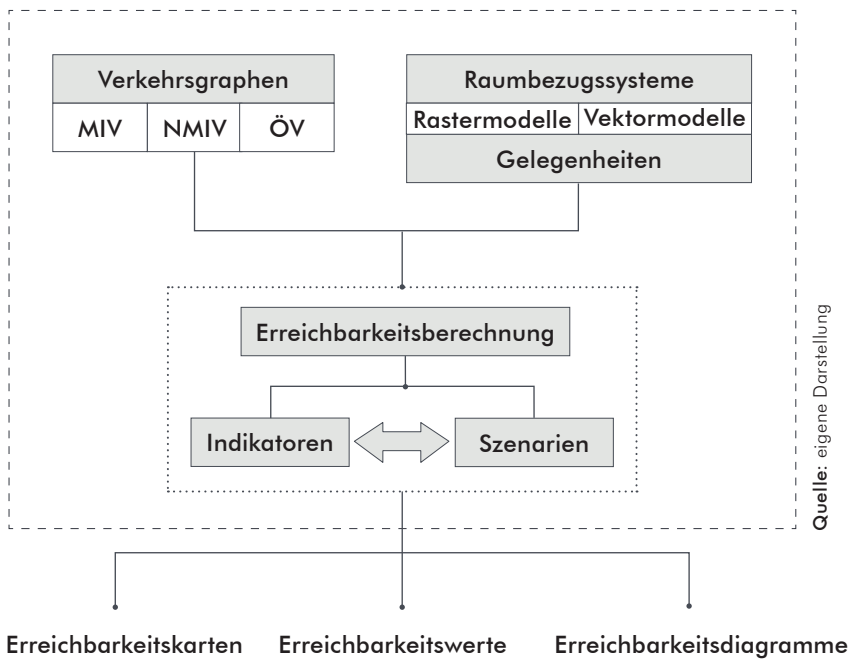 Verkehrsgraphen
MIV NMIV ÖV
Raumbezugssysteme
Rastermodelle Vektormodelle
Gelegenheiten
Erreichbarkeitsberechnung
Indikatoren
Szenarien
Erreichbarkeitskarten
Erreichbarkeitswerte
Erreichbarkeitsdiagramme
Quelle: eigene Darstellung